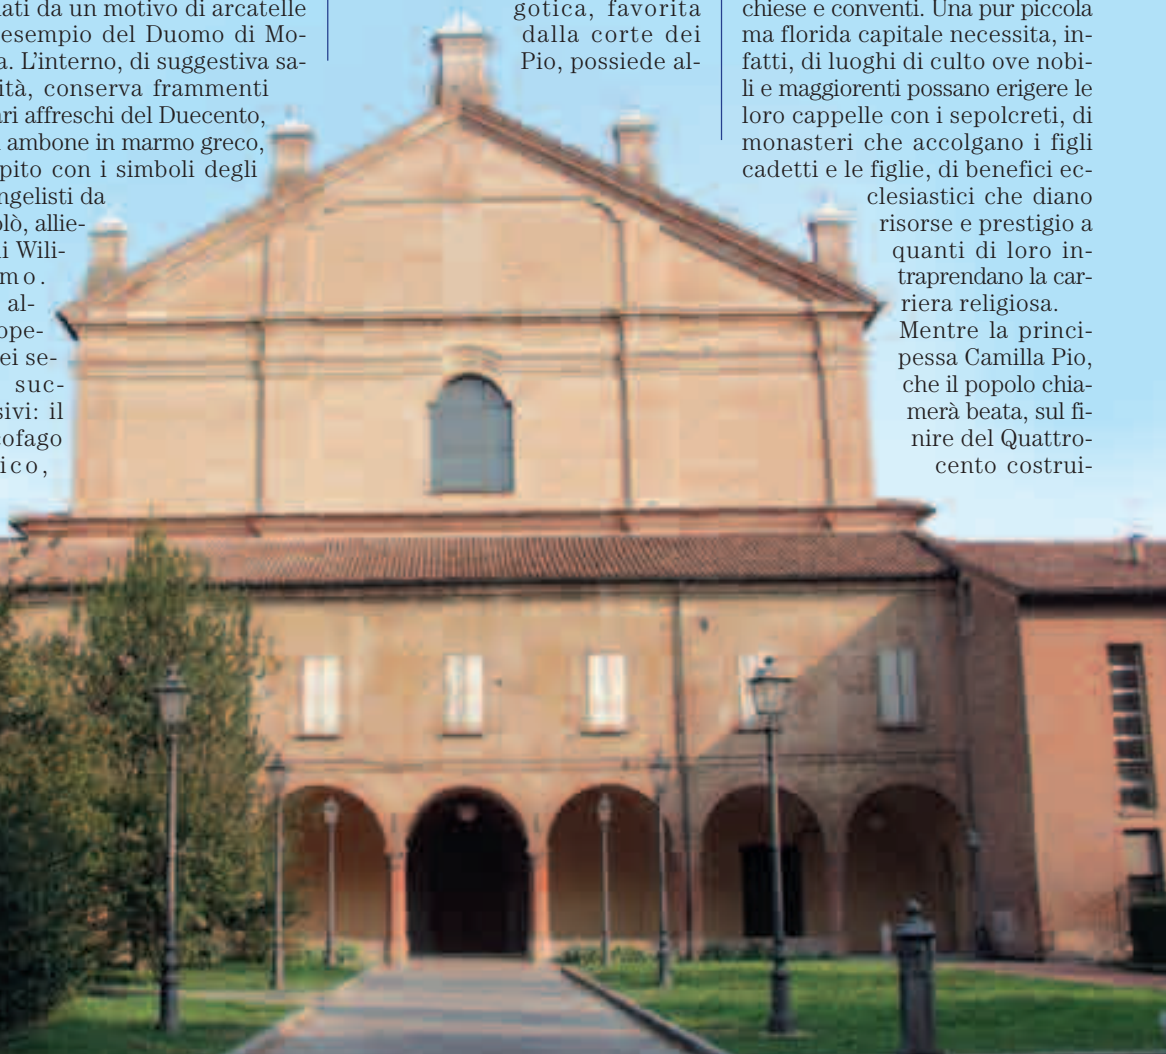 ati da un motivo di arcatelle
esempio del Duomo di Mo-
a. L’interno, di suggestiva sa-
ità, conserva frammenti
ri affreschi del Duecento,
ambone in marmo greco,
pito con i simboli degli
ngelisti da
lò, allie-
i Wili-
mo.
al-
ope-
ei se-
suc-
sivi: il
cofago
ico,
gotica, favorita
dalla corte dei
Pio, possiede al-
chiese e conventi. Una pur piccola
ma florida capitale necessita, in-
fatti, di luoghi di culto ove nobi-
li e maggiorenti possano erigere le
loro cappelle con i sepolcreti, di
monasteri che accolgano i figli
cadetti e le figlie, di benefici ec-
clesiastici che diano
risorse e prestigio a
quanti di loro in-
traprendano la car-
riera religiosa.
Mentre la princi-
pessa Camilla Pio,
che il popolo chia-
merà beata, sul fi-
nire del Quattro-
cento costrui-